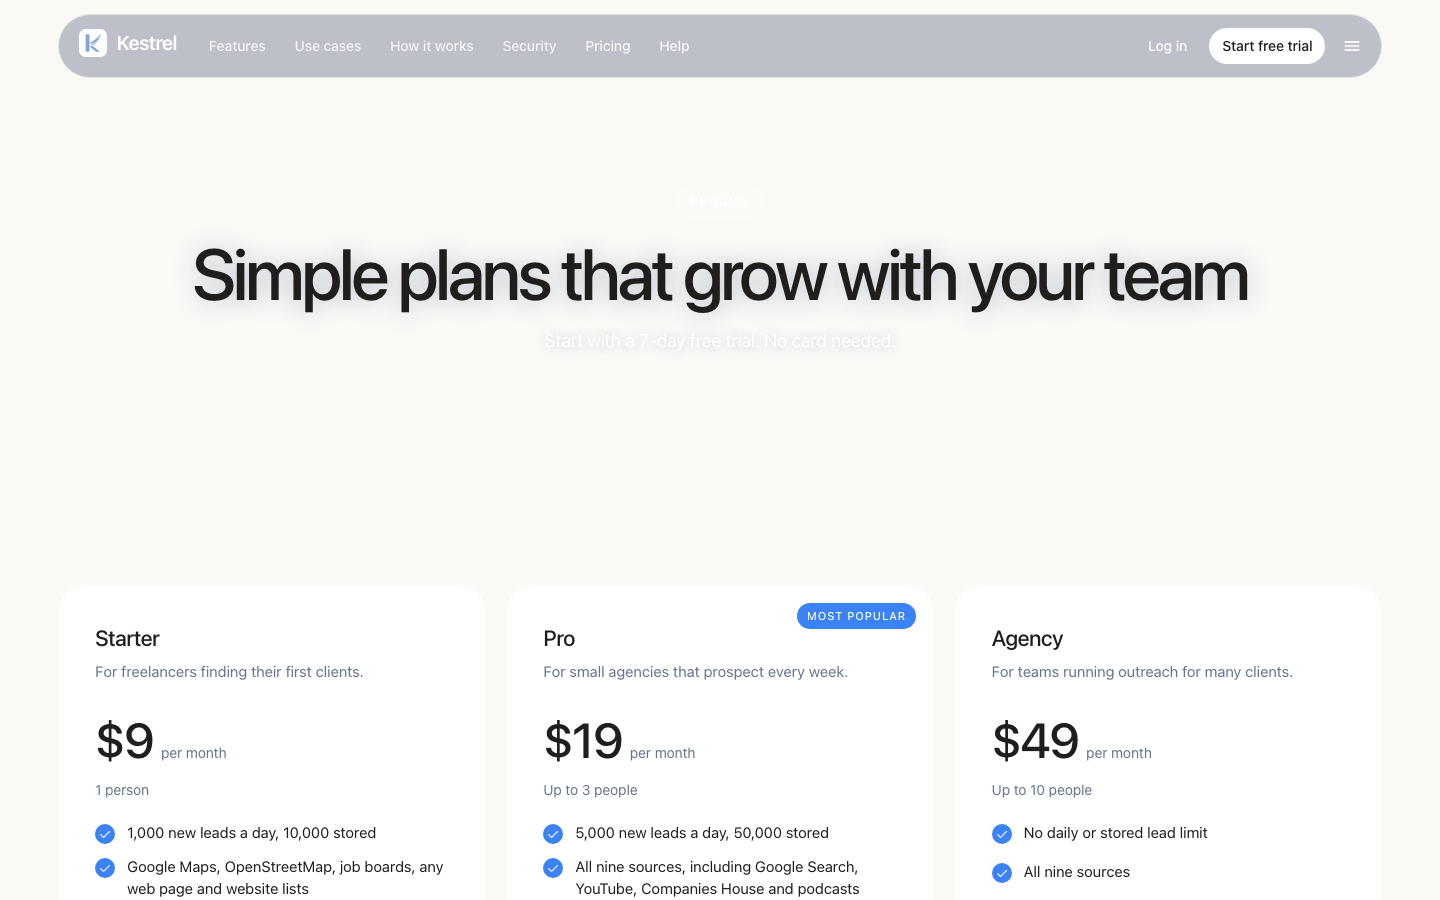 Kestrel
Features
Use cases
How it works
Security
Pricing
Help
Log in
Start free trial
PRICING
Simple plans that grow with your team
Start with a 7-day free trial. No card needed.
MOST POPULAR
Starter
For freelancers finding their first clients.
$9 per month
1 person
1,000 new leads a day, 10,000 stored
Google Maps, OpenStreetMap, job boards, any
web page and website lists
Pro
For small agencies that prospect every week.
$19 per month
Up to 3 people
5,000 new leads a day, 50,000 stored
All nine sources, including Google Search,
YouTube, Companies House and podcasts
Agency
For teams running outreach for many clients.
$49 per month
Up to 10 people
No daily or stored lead limit
All nine sources